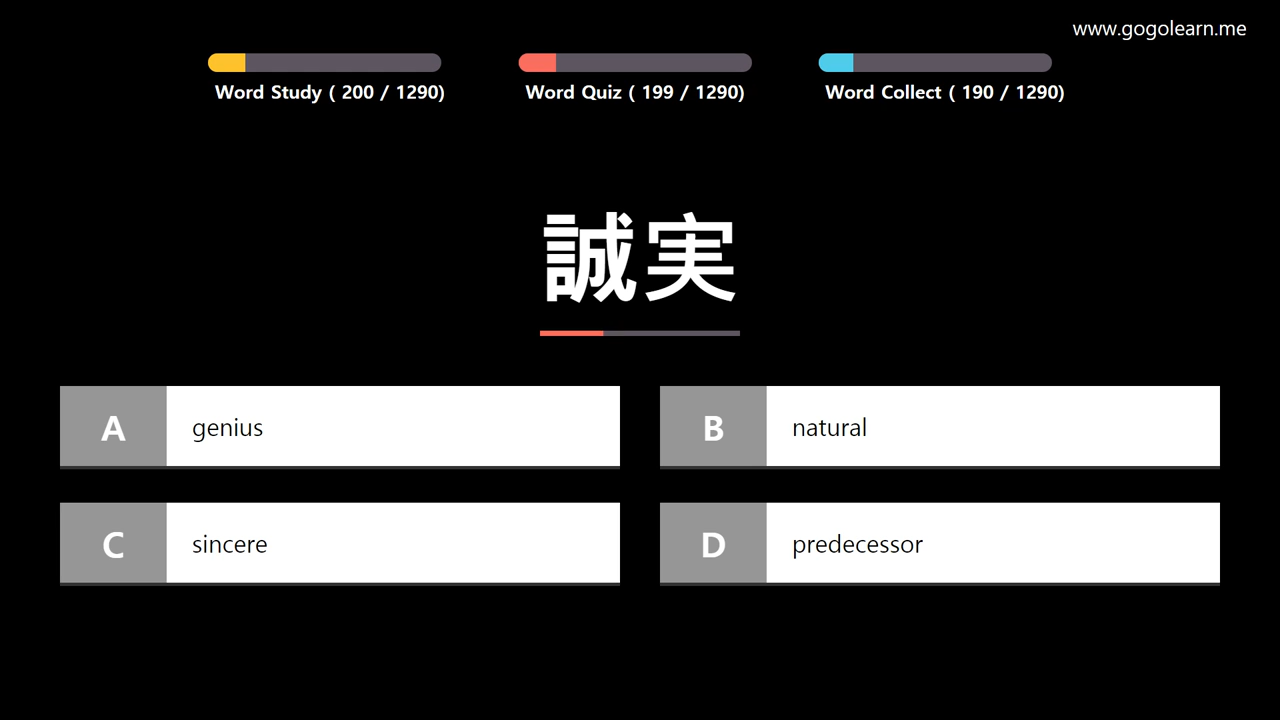 www.gogolearn.me
Word Study ( 200 / 1290)
Word Quiz ( 199 / 1290)
Word Collect ( 190 / 1290)
誠実
A genius
B natural
C sincere
D predecessor